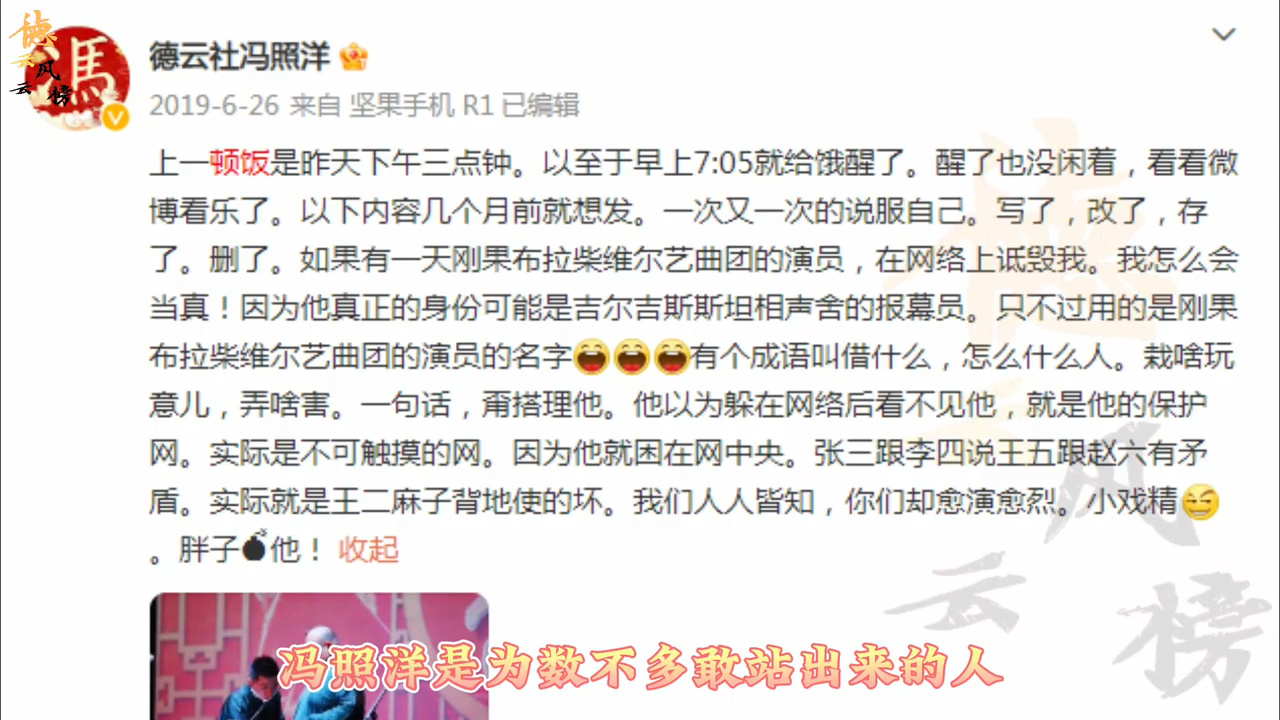 德云风云榜
冯
德云社冯照洋
2019-6-26 来自 坚果手机 R1 已编辑
上一顿饭是昨天下午三点钟。以至于早上7:05就给饿醒了。醒了也没闲着，看看微
博看乐了。以下内容几个月前就想发。一次又一次的说服自己。写了，改了，存
了。删了。如果有一天刚果布拉柴维尔艺曲团的演员，在网络上诋毁我。我怎么会
当真！因为他真正的身份可能是吉尔吉斯斯坦相声舍的报幕员。只不过用的是刚果
布拉柴维尔艺曲团的演员的名字😄😄😄有个成语叫借什么，怎么什么人。栽啥玩
意儿，弄啥害。一句话，甭搭理他。他以为躲在网络后看不见他，就是他的保护
网。实际是不可触摸的网。因为他就困在网中央。张三跟李四说王五跟赵六有矛
盾。实际就是王二麻子背地使的坏。我们人人皆知，你们却愈演愈烈。小戏精😏
。胖子💣他！ 收起
德云风云榜
冯照洋是为数不多敢站出来的人